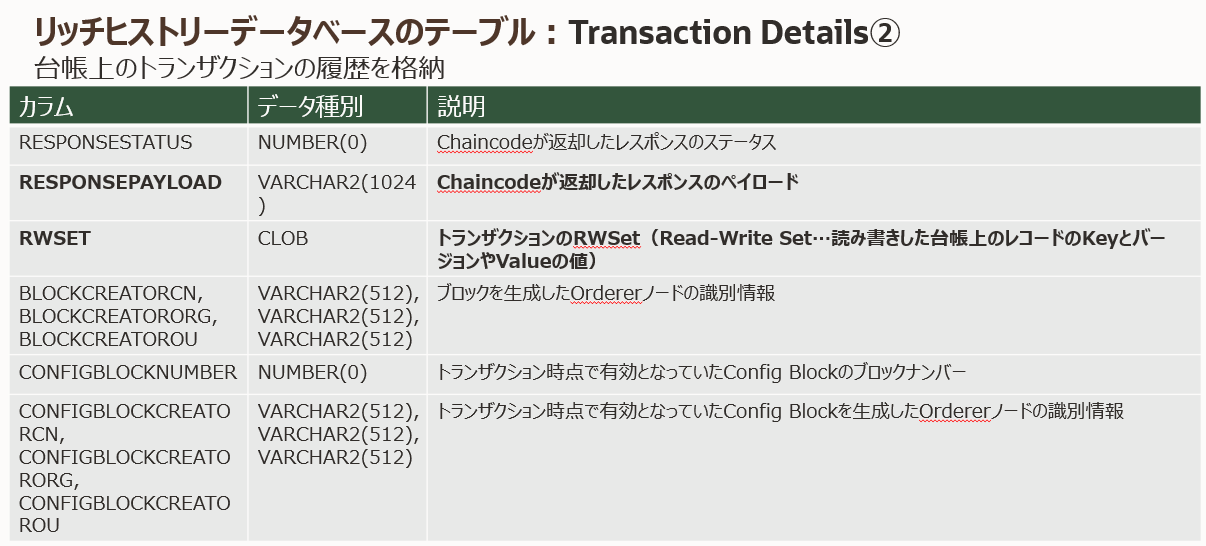 リッチヒストリーデータベースのテーブル：Transaction Details②
台帳上のトランザクションの履歴を格納
カラム データ種別 説明
RESPONSESTATUS NUMBER(0) Chaincodeが返却したレスポンスのステータス
RESPONSEPAYLOAD VARCHAR2(1024
) Chaincodeが返却したレスポンスのペイロード
RWSET CLOB トランザクションのRWSet（Read-Write Set…読み書きした台帳上のレコードのKeyとバー
ジョンやValueの値）
BLOCKCREATORCN,
BLOCKCREATORORG,
BLOCKCREATOROU
VARCHAR2(512),
VARCHAR2(512),
VARCHAR2(512)
ブロックを生成したOrdererノードの識別情報
CONFIGBLOCKNUMBER NUMBER(0) トランザクション時点で有効となっていたConfig Blockのブロックナンバー
CONFIGBLOCKCREATO
RCN,
CONFIGBLOCKCREATO
RORG,
CONFIGBLOCKCREATO
ROU
VARCHAR2(512),
VARCHAR2(512),
VARCHAR2(512)
トランザクション時点で有効となっていたConfig Blockを生成したOrdererノードの識別情報